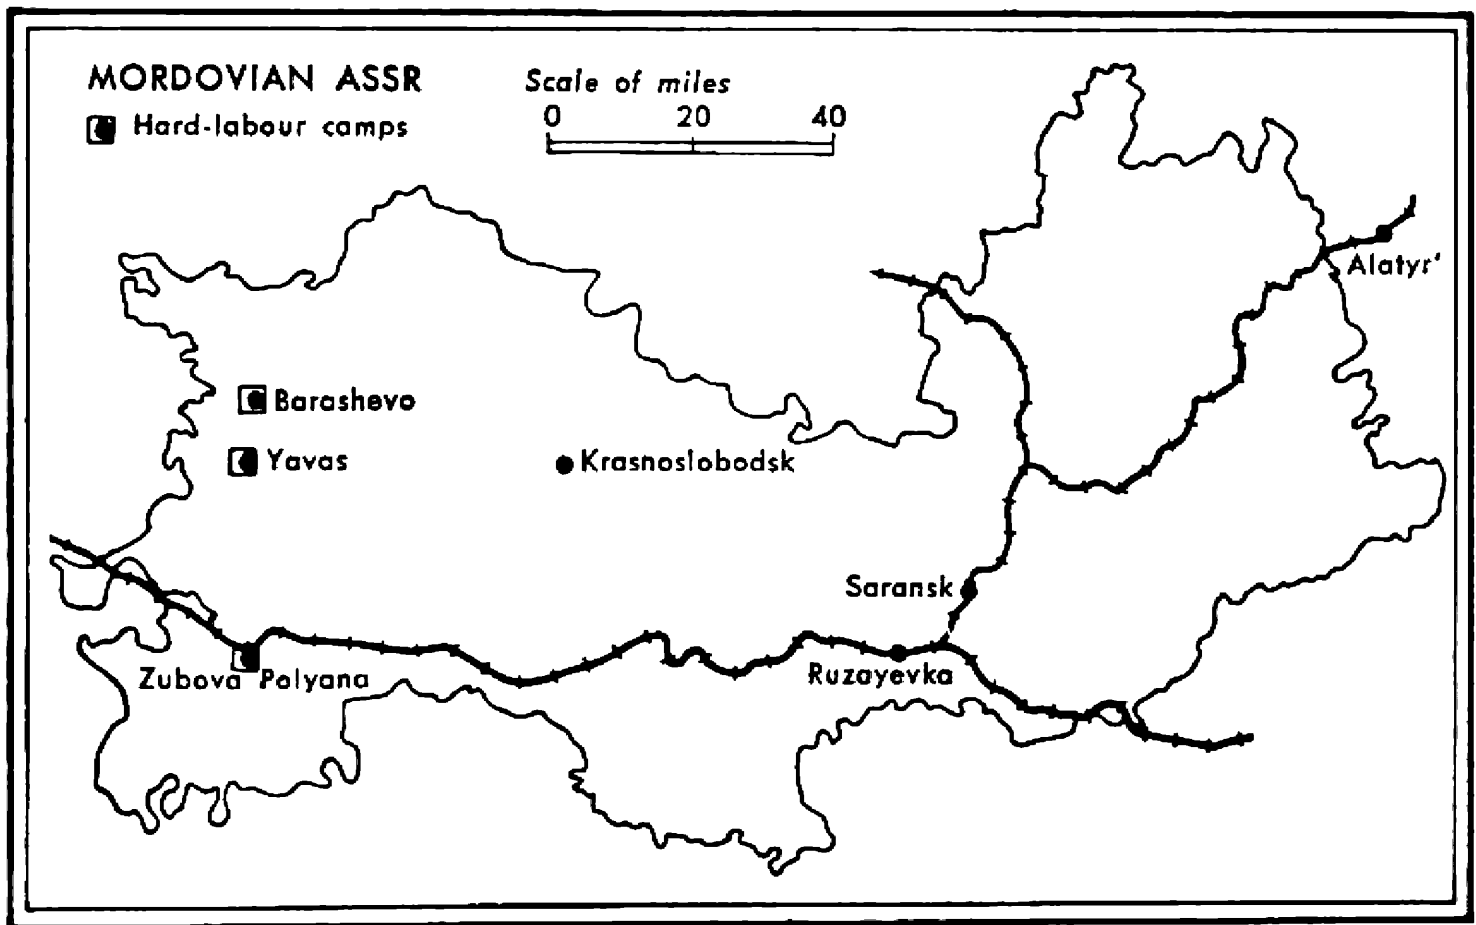 MORDOVIAN ASSR
Hard-labour camps
Scale of miles
0 20 40
Alatyr'
Barashevo
Yavas
Krasnoslobodsk
Saransk
Zubova Polyana
Ruzayevka